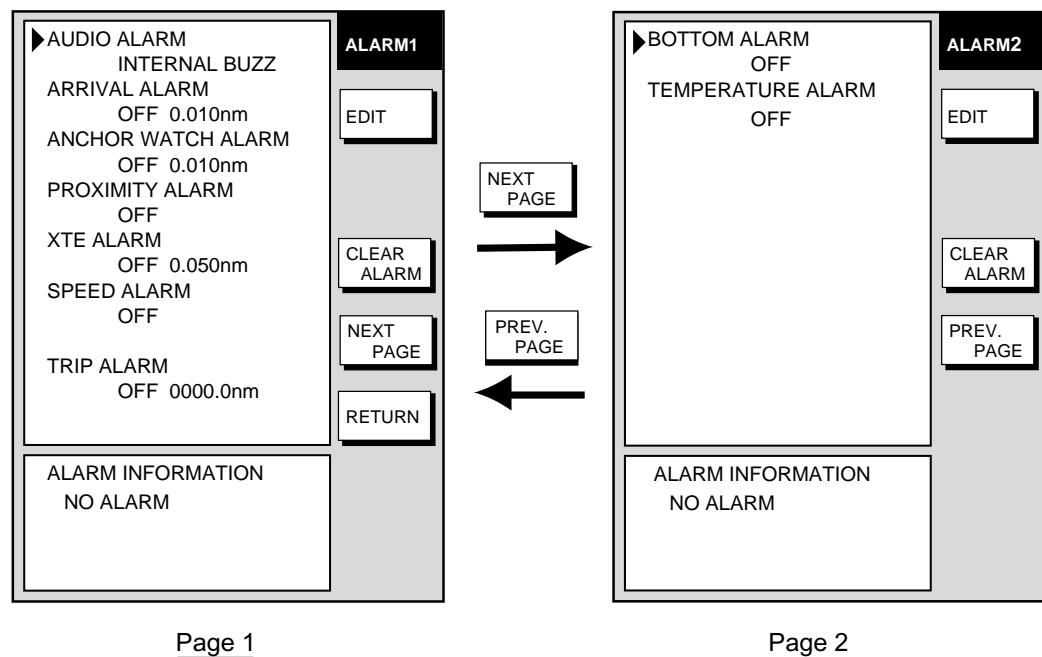 AUDIO ALARM
INTERNAL BUZZ
ARRIVAL ALARM
OFF 0.010nm
ANCHOR WATCH ALARM
OFF 0.010nm
PROXIMITY ALARM
OFF
XTE ALARM
OFF 0.050nm
SPEED ALARM
OFF
TRIP ALARM
OFF 0000.0nm
ALARM1
EDIT
CLEAR
ALARM
NEXT
PAGE
RETURN
ALARM INFORMATION
NO ALARM
Page 1
NEXT
PAGE
PREV.
PAGE
BOTTOM ALARM
OFF
TEMPERATURE ALARM
OFF
ALARM2
EDIT
CLEAR
ALARM
PREV.
PAGE
ALARM INFORMATION
NO ALARM
Page 2